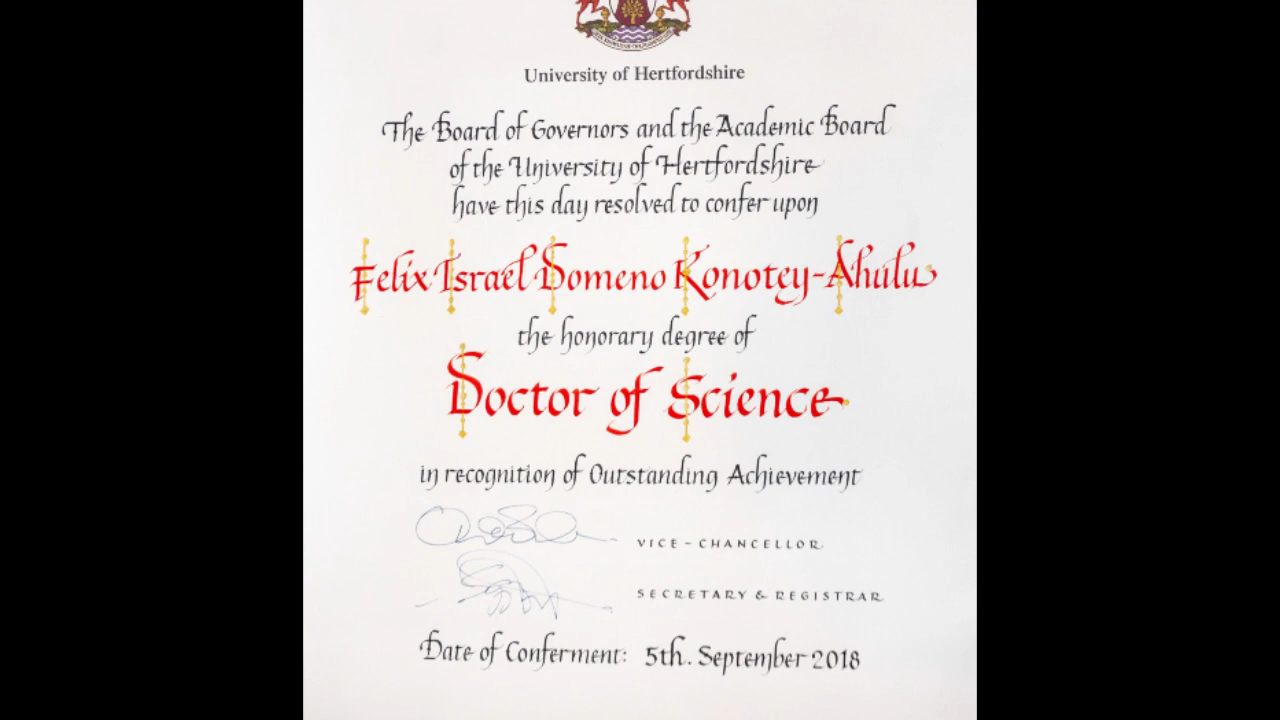 University of Hertfordshire
The Board of Governors and the Academic Board
of the University of Hertfordshire
have this day resolved to confer upon
Felix Israel Domeno Konotey-Ahulu
the honorary degree of
Doctor of Science
in recognition of Outstanding Achievement
VICE-CHANCELLOR
SECRETARY & REGISTRAR
Date of Conferment: 5th. September 2018